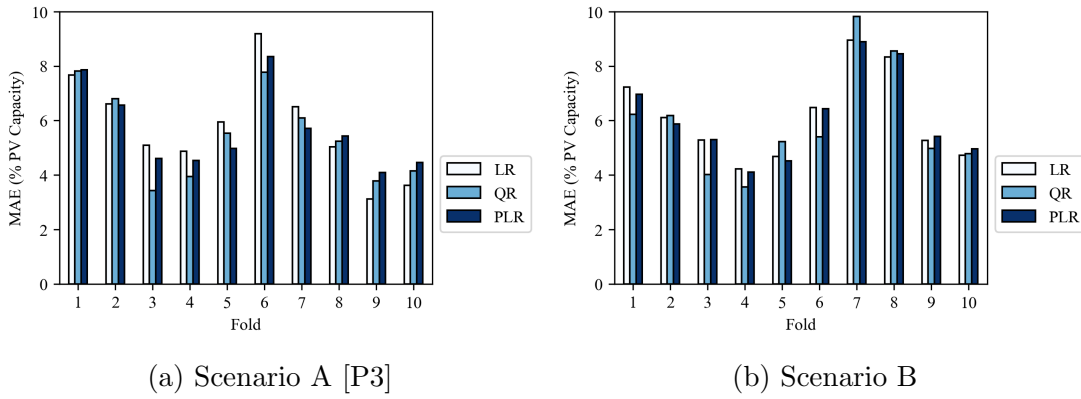 10
8
6
4
2
0
MAE (% PV Capacity)
1 2 3 4 5 6 7 8 9 10
Fold
LR
QR
PLR
(a) Scenario A [P3]
10
8
6
4
2
0
MAE (% PV Capacity)
1 2 3 4 5 6 7 8 9 10
Fold
LR
QR
PLR
(b) Scenario B